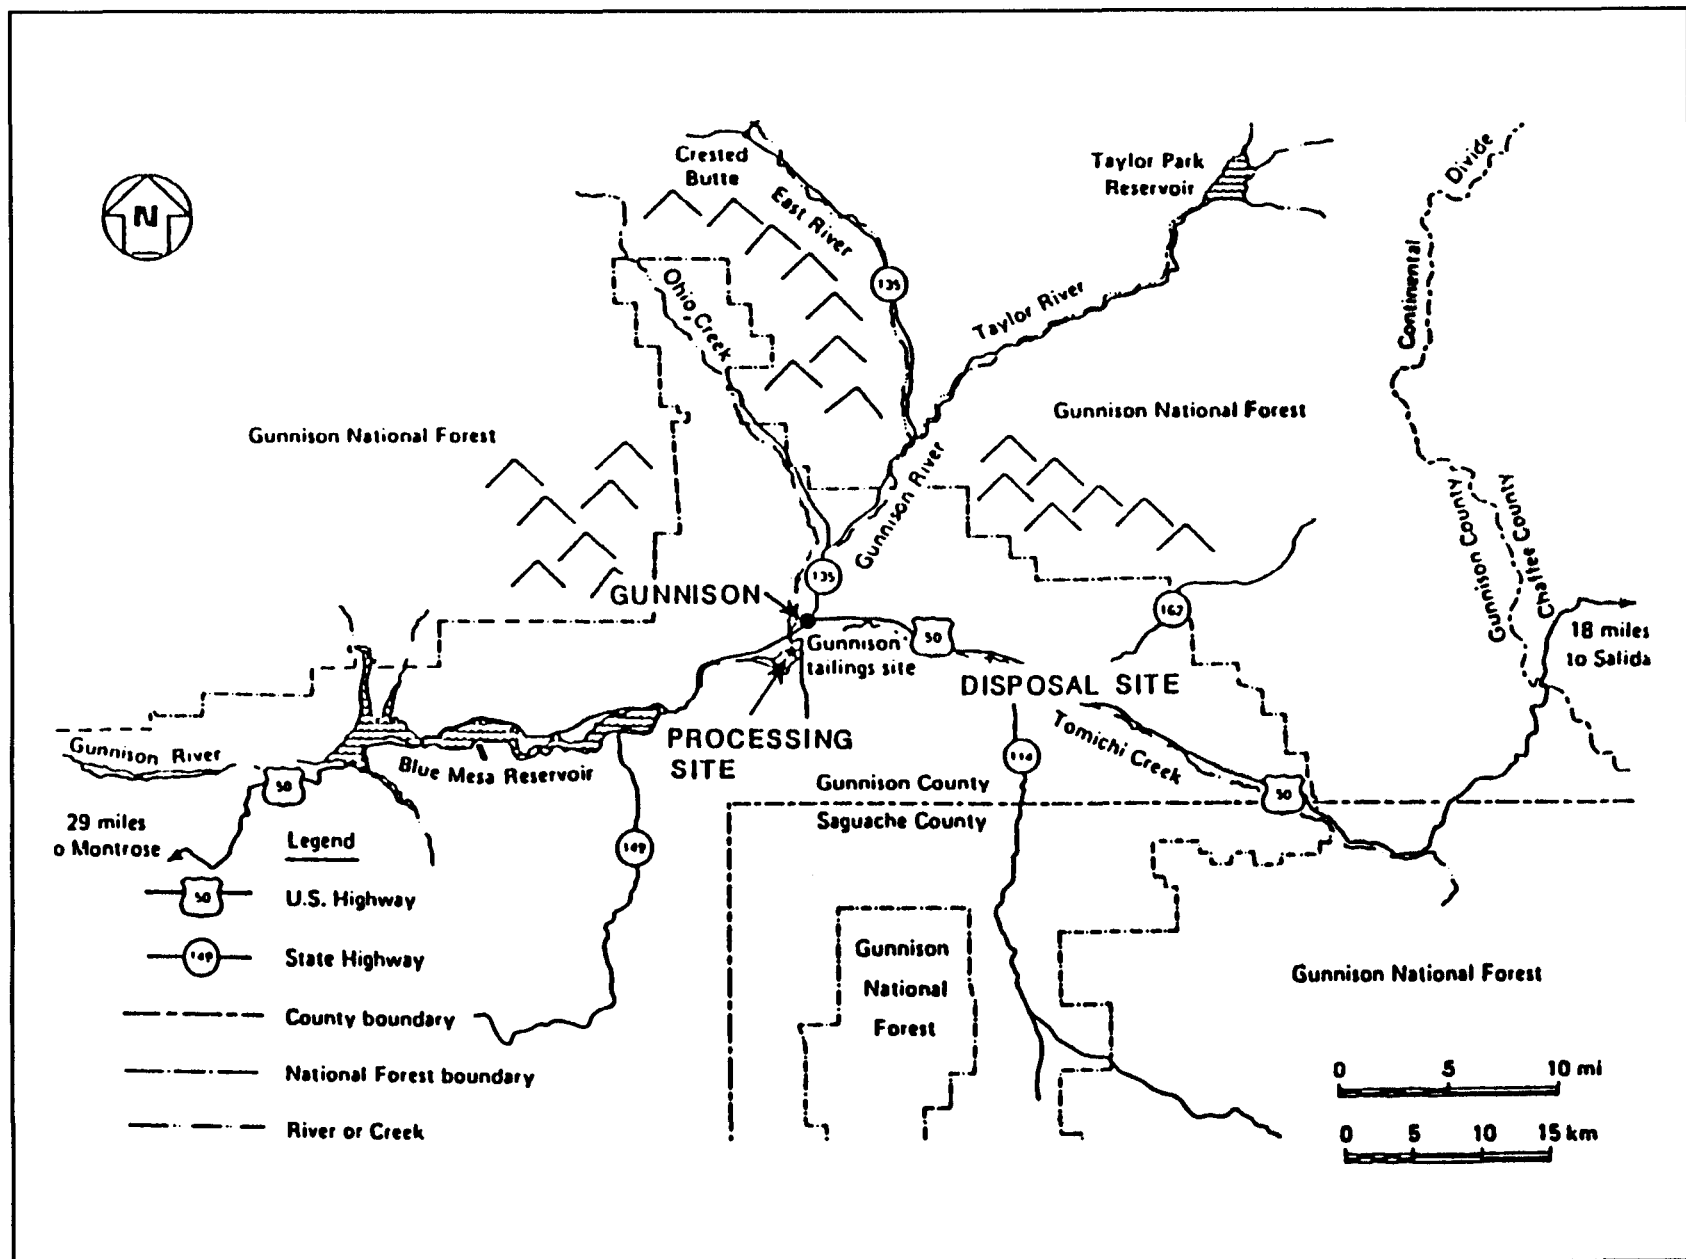 Crested
Butte
Taylor Park
Reservoir
Divide
N
East River
Ohio Creek
135
Continental
Taylor River
Gunnison National Forest
Gunnison National Forest
Gunnison River
Gunnison County
Chaffee County
135
GUNNISON
162
50
Gunnison
tailings site
18 miles
to Salida
DISPOSAL SITE
PROCESSING
SITE
Tomichi Creek
Gunnison River
Blue Mesa Reservoir
114
50
50
Gunnison County
Saguache County
29 miles
o Montrose
149
Legend
50
U.S. Highway
149
State Highway
County boundary
National Forest boundary
River or Creek
Gunnison
National
Forest
Gunnison National Forest
0 5 10 mi
0 5 10 15 km